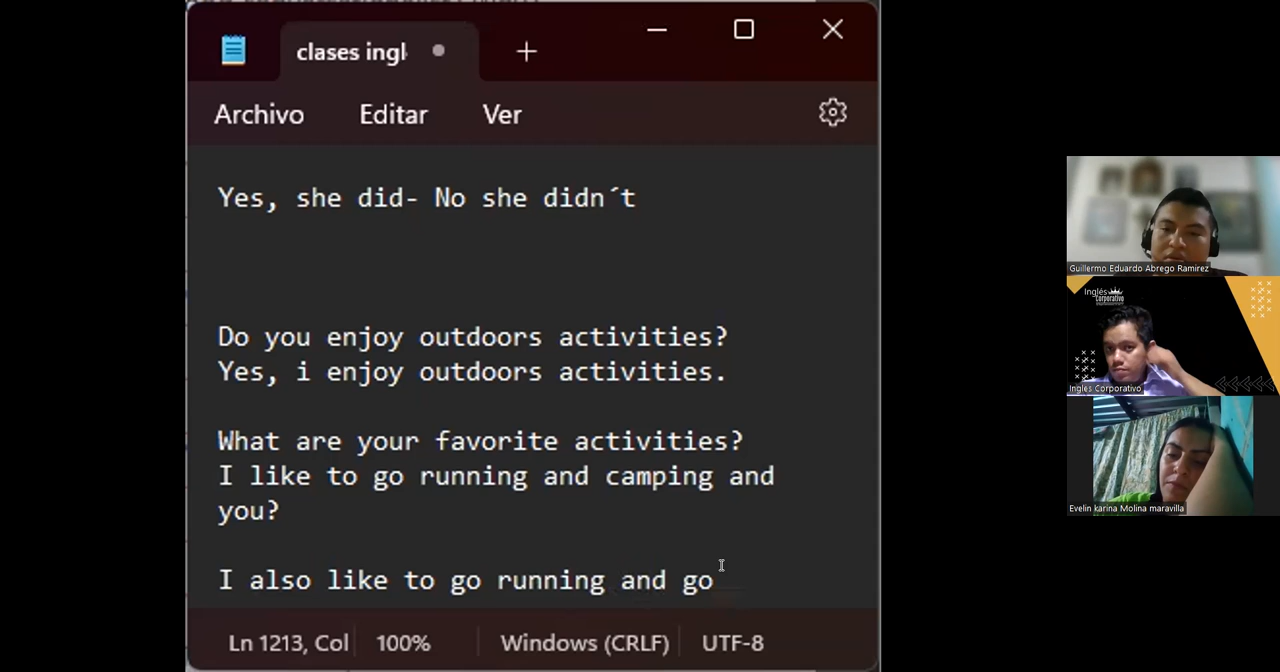 clases ingl
Archivo Editar Ver
Yes, she did- No she didn´t
Do you enjoy outdoors activities?
Yes, i enjoy outdoors activities.
What are your favorite activities?
I like to go running and camping and
you?
I also like to go running and go
Ln 1213, Col 100% Windows (CRLF) UTF-8
Guillermo Eduardo Abrego Ramirez
Inglés
Corporativo
Ingles Corporativo
Evelin karina Molina maravilla